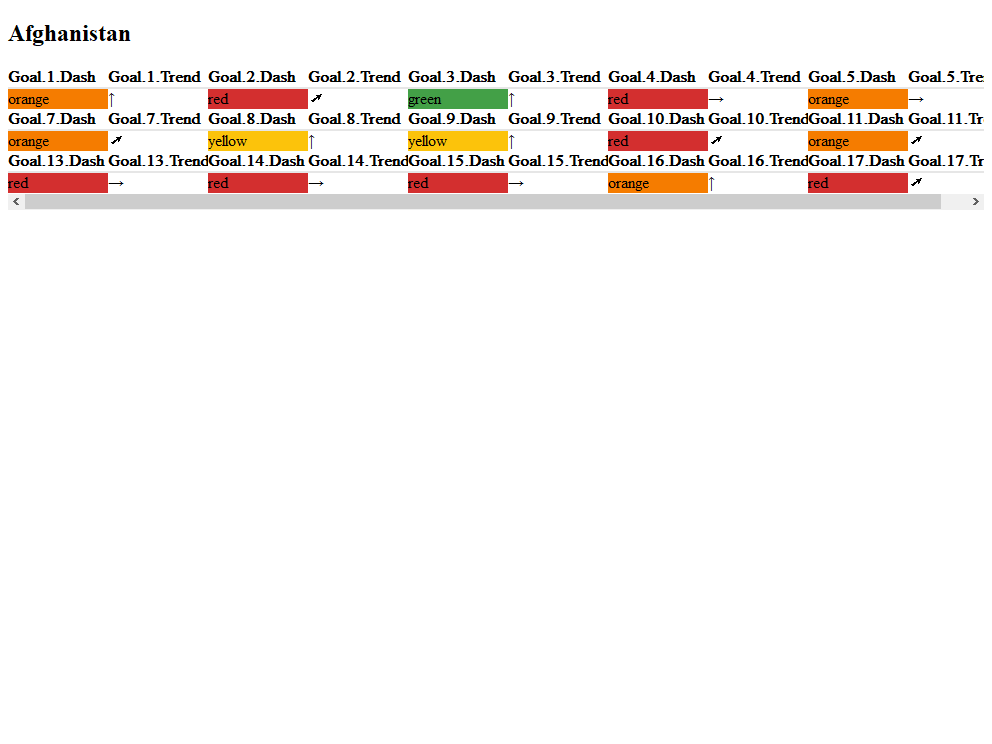 Afghanistan
Goal.1.Dash Goal.1.Trend Goal.2.Dash Goal.2.Trend Goal.3.Dash Goal.3.Trend Goal.4.Dash Goal.4.Trend Goal.5.Dash Goal.5.Tre
orange ↑ red ➚ green ↑ red → orange →
Goal.7.Dash Goal.7.Trend Goal.8.Dash Goal.8.Trend Goal.9.Dash Goal.9.Trend Goal.10.Dash Goal.10.Trend Goal.11.Dash Goal.11.Tr
orange ➚ yellow ↑ yellow ↑ red ➚ orange ➚
Goal.13.Dash Goal.13.Trend Goal.14.Dash Goal.14.Trend Goal.15.Dash Goal.15.Trend Goal.16.Dash Goal.16.Trend Goal.17.Dash Goal.17.Tr
red → red → red → orange ↑ red ➚